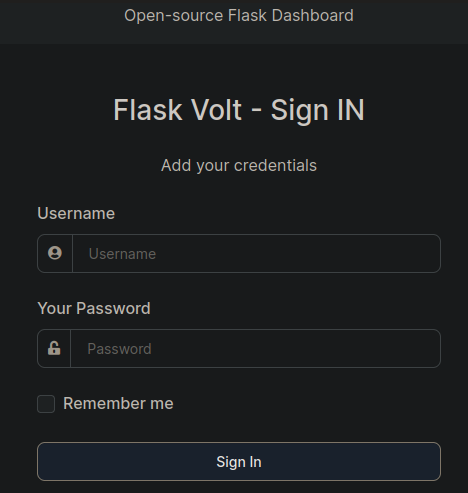 Open-source Flask Dashboard
Flask Volt - Sign IN
Add your credentials
Username
Username
Your Password
Password
Remember me
Sign In